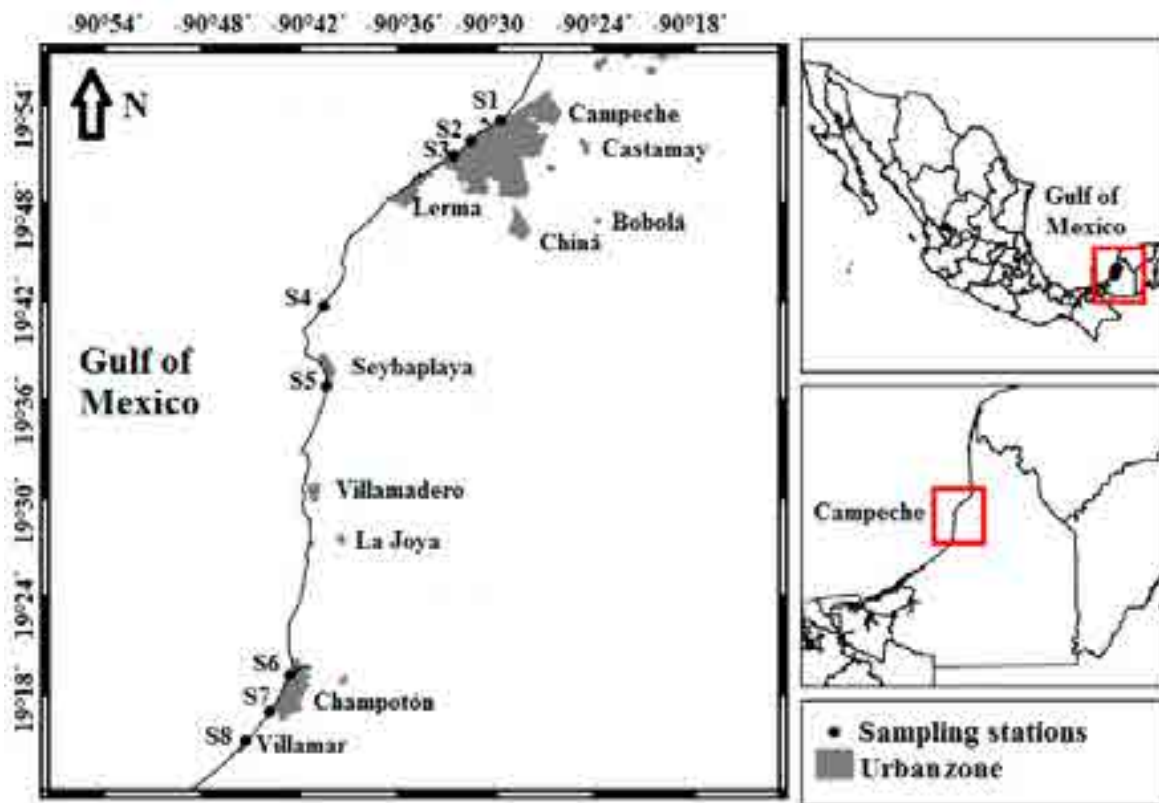 -90°54' -90°48' -90°42' -90°36' -90°30' -90°24' -90°18'
N
19°54'
19°48'
19°42'
19°36'
19°30'
19°24'
19°18'
S1
Campeche
S2
Castamay
S3
Lerma
Bobolá
Chiná
S4
Gulf of
Mexico
Seybaplaya
S5
Villamadero
La Joya
S6
S7
Champotón
S8
Villamar
Gulf of
Mexico
Campeche
Sampling stations
Urbanzone